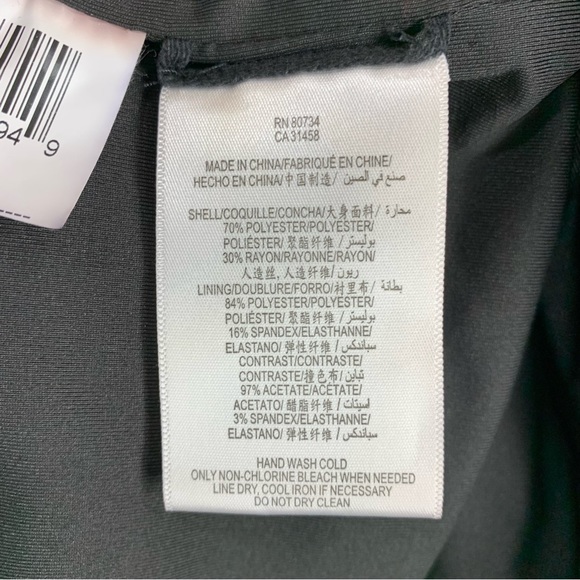 94 9
RN 80734
CA 31458
MADE IN CHINA/FABRIQUÉ EN CHINE/
HECHO EN CHINA/中国制造/ صنع في الصين
SHELL/COQUILLE/CONCHA/大身面料/ محارة
70% POLYESTER/POLYESTER/
POLIÉSTER/ 聚酯纤维 / بوليستر
30% RAYON/RAYONNE/RAYON/
人造丝, 人造纤维 / ريون
LINING/DOUBLURE/FORRO/衬里布/ بطانة
84% POLYESTER/POLYESTER/
POLIÉSTER/聚酯纤维 / بوليستر
16% SPANDEX/ELASTHANNE/
ELASTANO/ 弹性纤维 / سباندكس
CONTRAST/CONTRASTE/
CONTRASTE/撞色布/ تباين
97% ACETATE/ACÉTATE/
ACETATO/ 醋酯纤维 / اسيتات
3% SPANDEX/ELASTHANNE/
ELASTANO/ 弹性纤维 / سباندكس
HAND WASH COLD
ONLY NON-CHLORINE BLEACH WHEN NEEDED
LINE DRY, COOL IRON IF NECESSARY
DO NOT DRY CLEAN